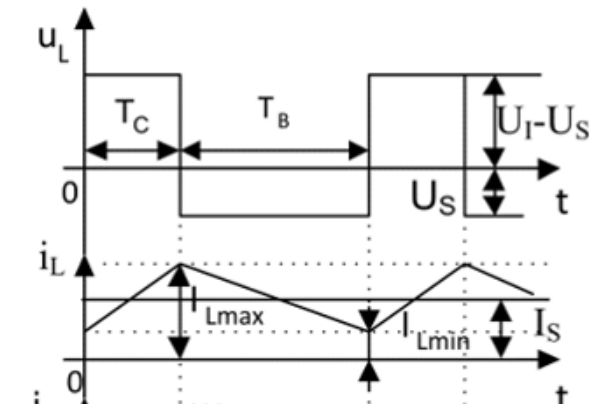 u_L
T_C
T_B
U_I-U_S
0
U_S
t
i_L
I_Lmax
I_Lmin
I_S
0
t